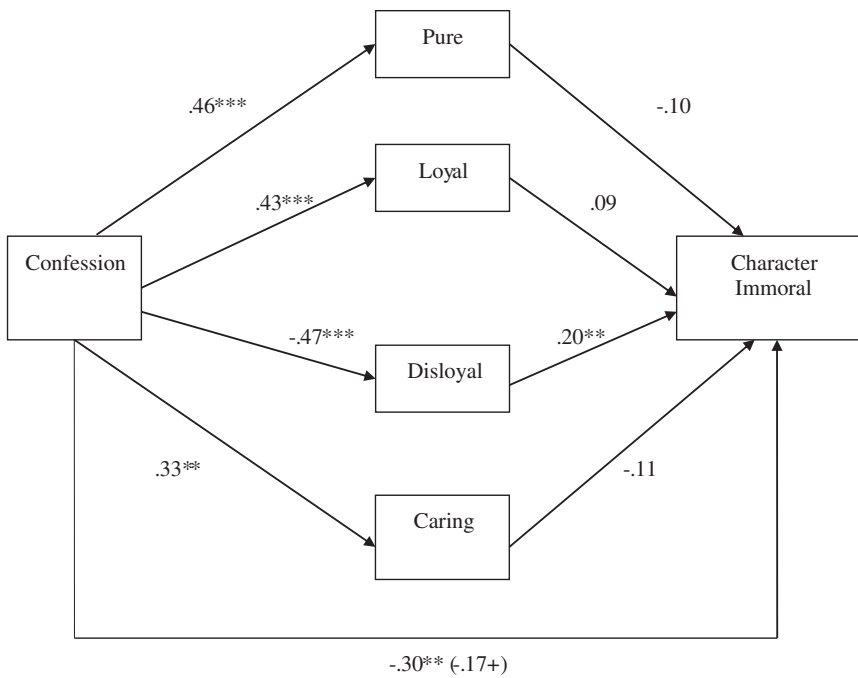 Pure
.46***
-.10
Loyal
.43***
.09
Confession
Character
Immoral
-.47***
.20**
Disloyal
.33**
-.11
Caring
-.30** (-.17+)